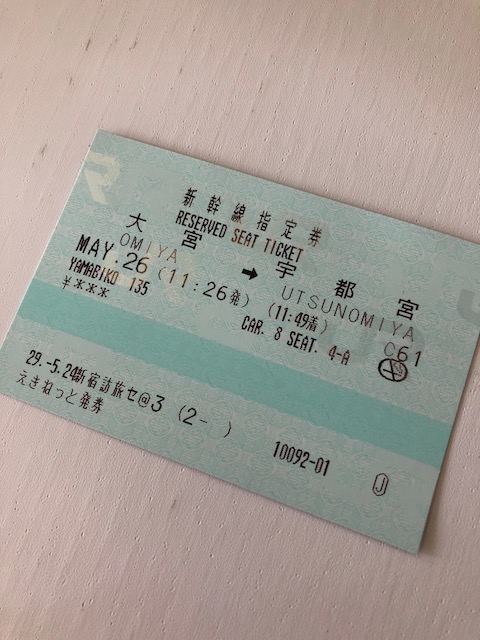 新幹線指定券
RESERVED SEAT TICKET
大宮 ➡ 宇都宮
OMIYA UTSUNOMIYA
MAY. 26 (11:26発) (11:49着) C61
YAMABIKO 135 CAR. 8 SEAT. 4-A
¥***
29.-5.24新宿訪旅セ@3 (2- )
えきねっと発券 10092-01 Ⓙ